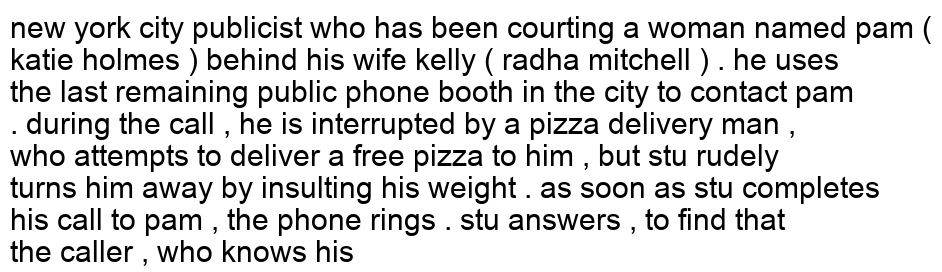 new york city publicist who has been courting a woman named pam (
katie holmes ) behind his wife kelly ( radha mitchell ) . he uses
the last remaining public phone booth in the city to contact pam
. during the call , he is interrupted by a pizza delivery man ,
who attempts to deliver a free pizza to him , but stu rudely
turns him away by insulting his weight . as soon as stu completes
his call to pam , the phone rings . stu answers , to find that
the caller , who knows his